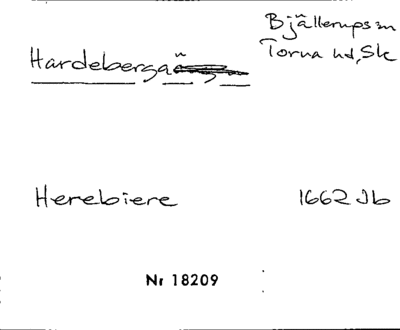 Bjällerups sn
Hardebergaån Torna hd, Sk
Herebiere 1662 Jb
Nr 18209